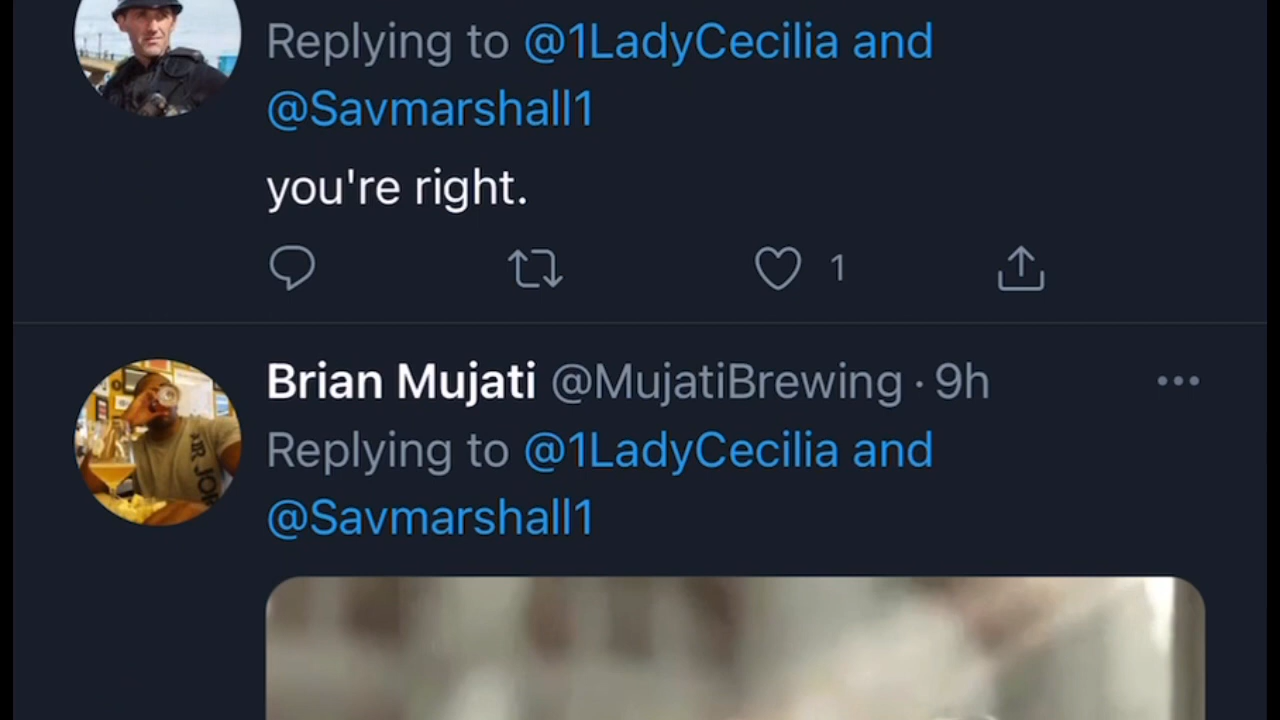 Replying to @1LadyCecilia and
@Savmarshall1
you're right.
1
Brian Mujati @MujatiBrewing · 9h
Replying to @1LadyCecilia and
@Savmarshall1